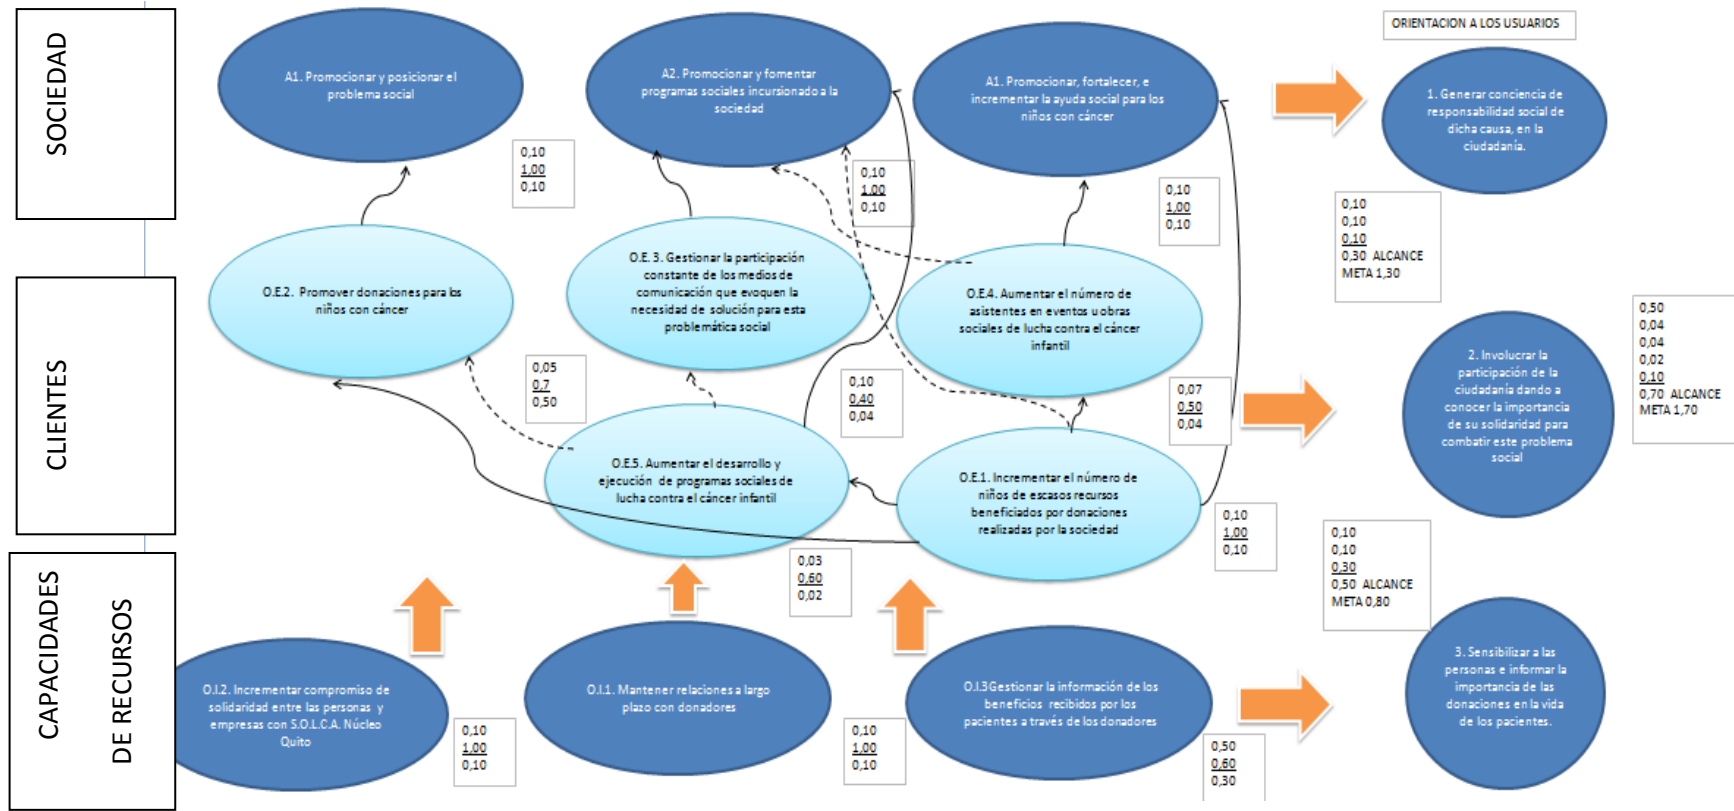 SOCIEDAD
A1. Promocionar y posicionar el
problema social
A2. Promocionar y fomentar
programas sociales incursionado a la
sociedad
A1. Promocionar, fortalecer, e
incrementar la ayuda social para los
niños con cáncer
ORIENTACION A LOS USUARIOS
1. Generar conciencia de
responsabilidad social de
dicha causa, en la
ciudadanía.
0,10
1,00
0,10
0,10
1,00
0,10
0,10
1,00
0,10
0,10
0,10
0,10
0,30 ALCANCE
META 1,30
CLIENTES
O.E.2. Promover donaciones para los
niños con cáncer
O.E. 3. Gestionar la participación
constante de los medios de
comunicación que evoquen la
necesidad de solución para esta
problemática social
O.E.4. Aumentar el número de
asistentes en eventos u obras
sociales de lucha contra el cáncer
infantil
0,05
0,7
0,50
0,10
0,40
0,04
0,07
0,50
0,04
2. Involucrar la
participación de la
ciudadanía dando a
conocer la importancia
de su solidaridad para
combatir este problema
social
0,50
0,04
0,04
0,02
0,10
0,70 ALCANCE
META 1,70
O.E.5. Aumentar el desarrollo y
ejecución de programas sociales de
lucha contra el cáncer infantil
O.E.1. Incrementar el número de
niños de escasos recursos
beneficiados por donaciones
realizadas por la sociedad
0,03
0,60
0,02
0,10
1,00
0,10
0,10
0,10
0,30
0,50 ALCANCE
META 0,80
CAPACIDADES
DE RECURSOS
O.I.2. Incrementar compromiso de
solidaridad entre las personas y
empresas con S.O.L.C.A. Núcleo
Quito
0,10
1,00
0,10
O.I.1. Mantener relaciones a largo
plazo con donadores
0,10
1,00
0,10
O.I.3Gestionar la información de los
beneficios recibidos por los
pacientes a través de los donadores
0,50
0,60
0,30
3. Sensibilizar a las
personas e informar la
importancia de las
donaciones en la vida
de los pacientes.